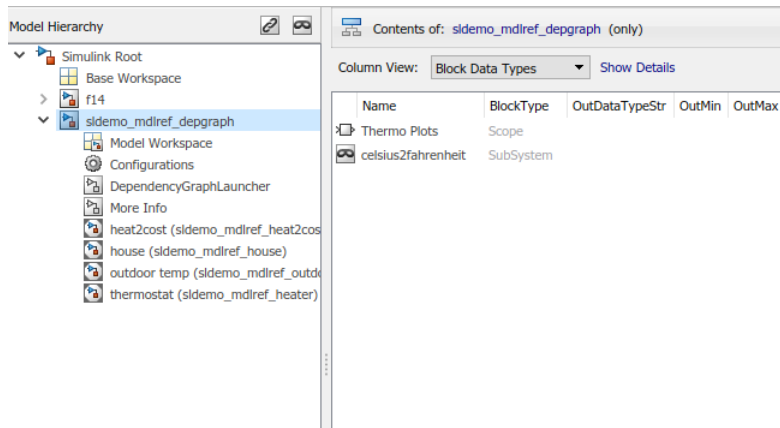 Model Hierarchy
Simulink Root
Base Workspace
f14
sldemo_mdlref_depgraph
Model Workspace
Configurations
DependencyGraphLauncher
More Info
heat2cost (sldemo_mdlref_heat2cos
house (sldemo_mdlref_house)
outdoor temp (sldemo_mdlref_outdo
thermostat (sldemo_mdlref_heater)
Contents of: sldemo_mdlref_depgraph (only)
Column View: Block Data Types Show Details
Name BlockType OutDataTypeStr OutMin OutMax
Thermo Plots Scope
celsius2fahrenheit SubSystem